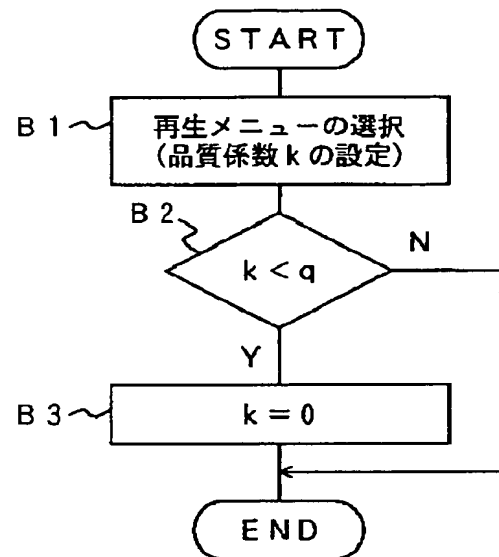 START
B1
再生メニューの選択
(品質係数kの設定)
B2
N
k<q
Y
B3
k=0
END